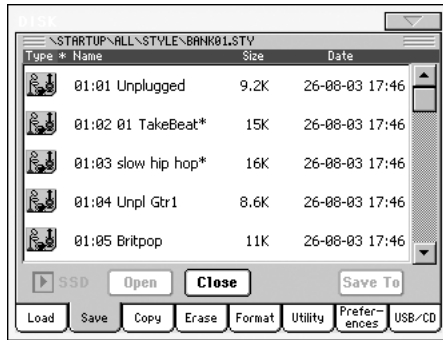 DISK
\STARTUP\ALL\STYLE\BANK01.STY
Type * Name Size Date
01:01 Unplugged 9.2K 26-08-03 17:46
01:02 01 TakeBeat* 15K 26-08-03 17:46
01:03 slow hip hop* 16K 26-08-03 17:46
01:04 Unpl Gtr1 8.6K 26-08-03 17:46
01:05 Britpop 11K 26-08-03 17:46
SSD Open Close Save To
Load Save Copy Erase Format Utility Prefer-ences USB/CD